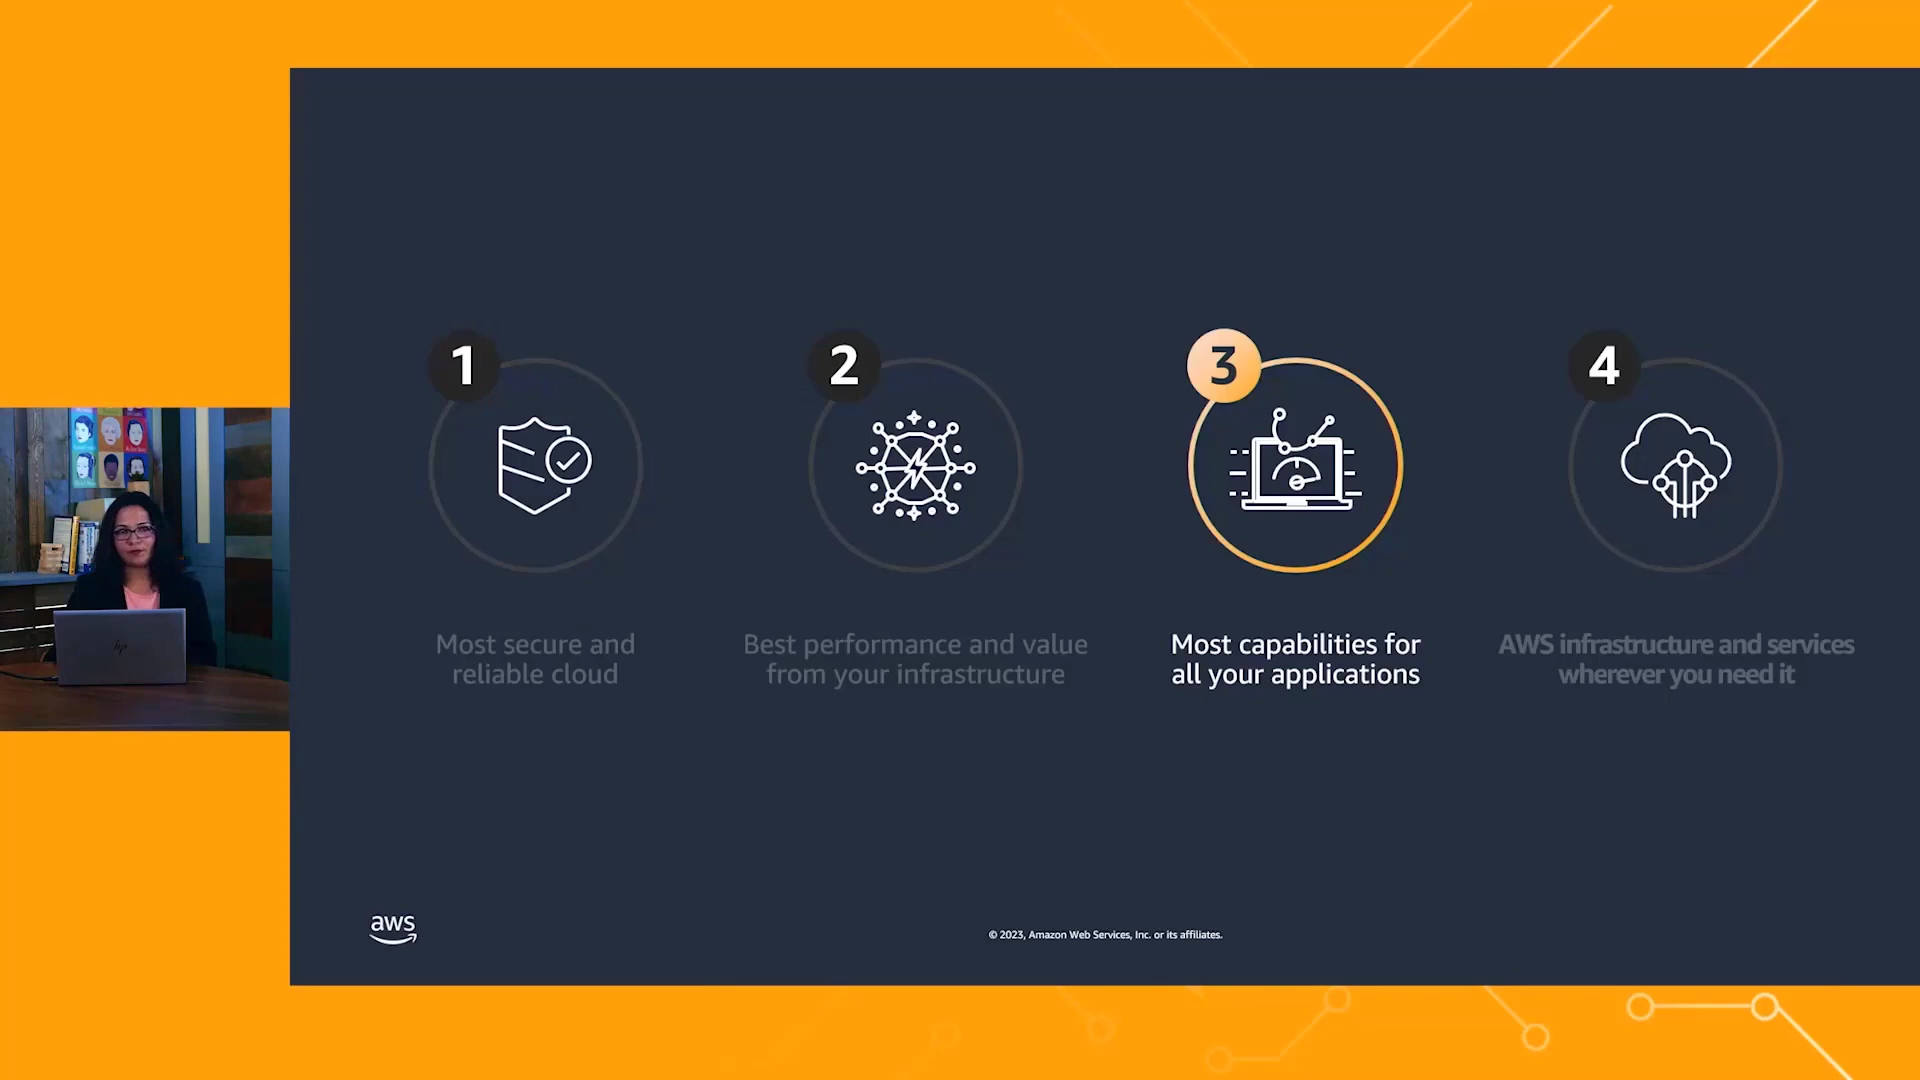 1
2
3
4
Most secure and
reliable cloud
Best performance and value
from your infrastructure
Most capabilities for
all your applications
AWS infrastructure and services
wherever you need it
aws
© 2023, Amazon Web Services, Inc. or its affiliates.
hp